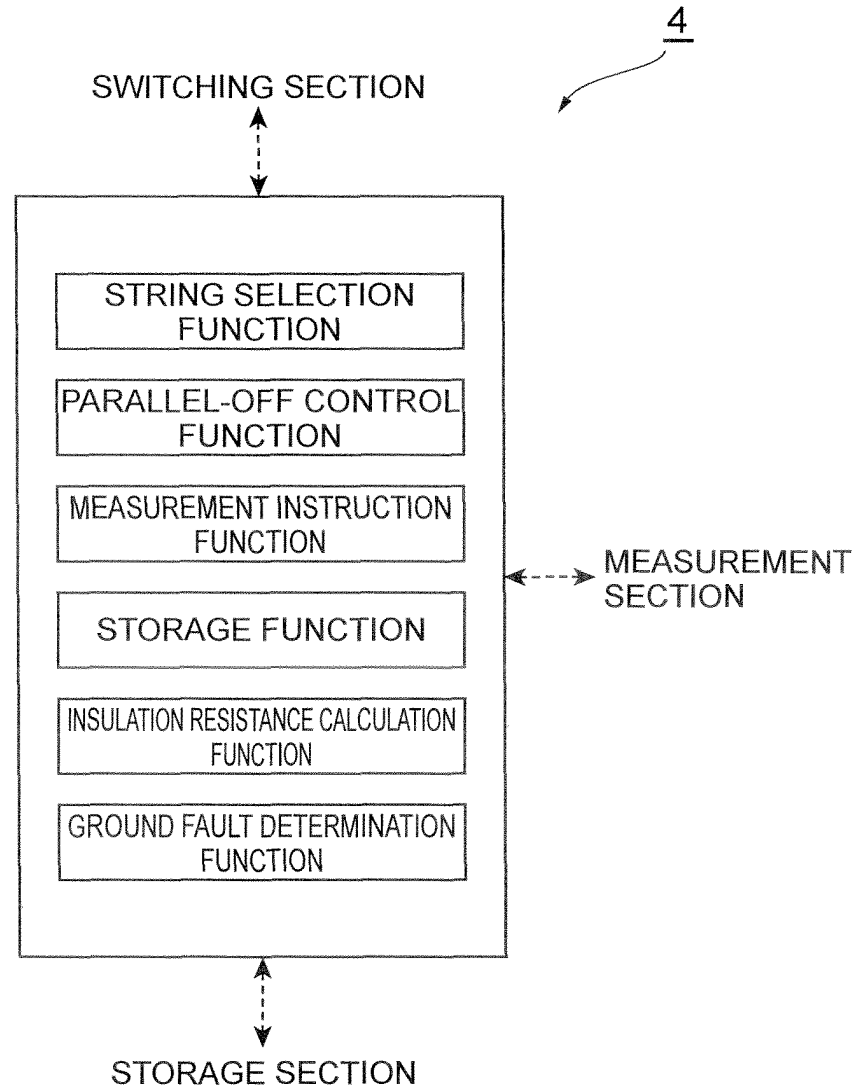 4
SWITCHING SECTION
STRING SELECTION
FUNCTION
PARALLEL-OFF CONTROL
FUNCTION
MEASUREMENT INSTRUCTION
FUNCTION
MEASUREMENT
SECTION
STORAGE FUNCTION
INSULATION RESISTANCE CALCULATION
FUNCTION
GROUND FAULT DETERMINATION
FUNCTION
STORAGE SECTION